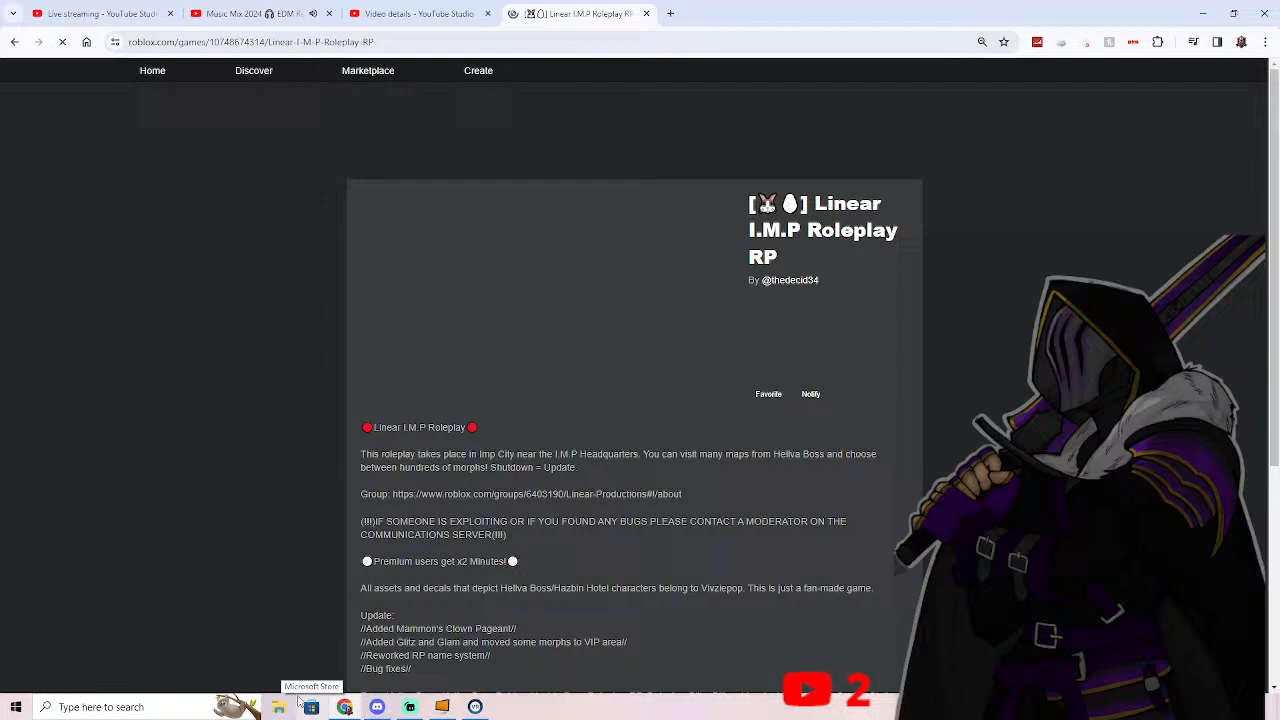 Live streaming - YouTube Studi
Music Mix 2024 🎧 EDM Re
Video details - YouTube Studio
[🐰🥚] Linear I.M.P Roleplay RP
roblox.com/games/10748674314/Linear-I-M-P-Roleplay-RP
Home Discover Marketplace Create
[🐰🥚] Linear
I.M.P Roleplay
RP
By @thedecid34
Favorite Notify
🔴Linear I.M.P Roleplay🔴
This roleplay takes place in Imp City near the I.M.P Headquarters. You can visit many maps from Hellva Boss and choose
between hundreds of morphs! Shutdown = Update.
Group: https://www.roblox.com/groups/6403190/Linear-Productions#!/about
(!!!)IF SOMEONE IS EXPLOITING OR IF YOU FOUND ANY BUGS PLEASE CONTACT A MODERATOR ON THE
COMMUNICATIONS SERVER(!!!)
⚪Premium users get x2 Minutes!⚪
All assets and decals that depict Hellva Boss/Hazbin Hotel characters belong to Vivziepop. This is just a fan-made game.
Update:
//Added Mammon's Clown Pageant//
//Added Glitz and Glam and moved some morphs to VIP area//
//Reworked RP name system//
//Bug fixes//
Microsoft Store
2
Type here to search